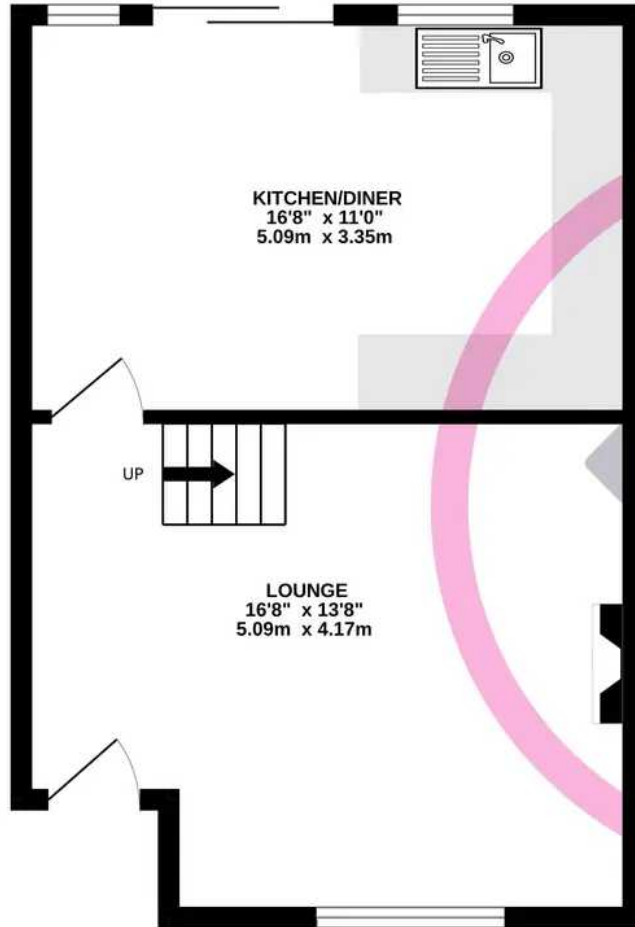 KITCHEN/DINER
16'8" x 11'0"
5.09m x 3.35m
UP
LOUNGE
16'8" x 13'8"
5.09m x 4.17m